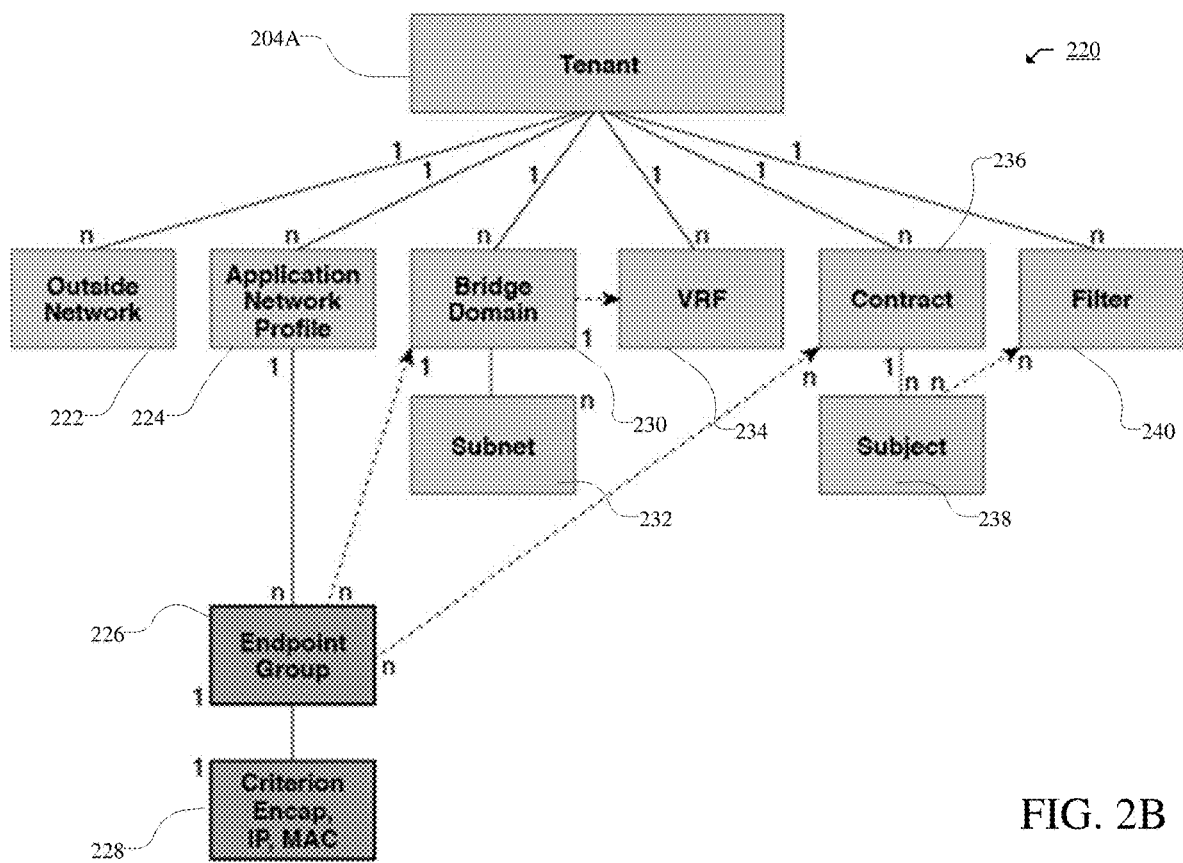 204A
Tenant
220
1
1
1
1
1
1
236
n
n
n
n
n
n
Outside
Network
Application
Network
Profile
Bridge
Domain
VRF
Contract
Filter
1
1
1
n
1
n
n
n
222
224
n
230
234
240
Subnet
Subject
232
238
n
n
226
Endpoint
Group
n
1
1
Criterion
Encap,
IP, MAC
228
FIG. 2B